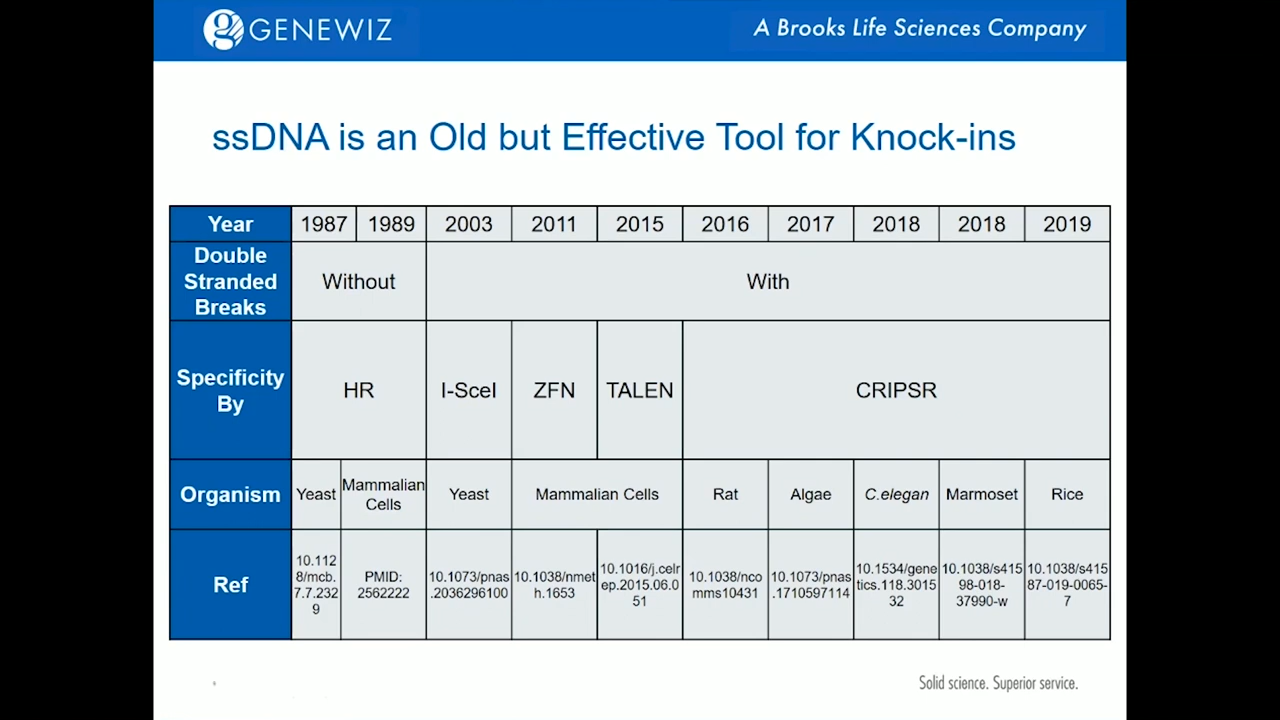 GENEWIZ
A Brooks Life Sciences Company
ssDNA is an Old but Effective Tool for Knock-ins
Year 1987 1989 2003 2011 2015 2016 2017 2018 2018 2019
Double
Stranded
Breaks
Without
With
Specificity
By
HR
I-SceI
ZFN
TALEN
CRIPSR
Organism
Yeast
Mammalian
Cells
Yeast
Mammalian Cells
Rat
Algae
C.elegan
Marmoset
Rice
Ref
10.112
8/mcb.
7.7.232
9
PMID:
2562222
10.1073/pnas
.2036296100
10.1038/nmet
h.1653
10.1016/j.celr
ep.2015.06.0
51
10.1038/nco
mms10431
10.1073/pnas
.1710597114
10.1534/gene
tics.118.3015
32
10.1038/s415
98-018-
37990-w
10.1038/s415
87-019-0065-
7
Solid science. Superior service.